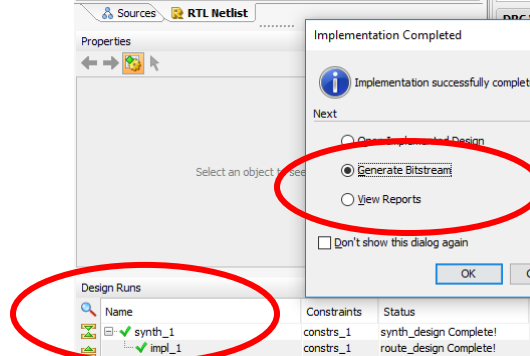 Sources
RTL Netlist
DRC
Properties
Implementation Completed
Implementation successfully complet
Next
Open Implemented Design
Select an object to see
Generate Bitstream
View Reports
Don't show this dialog again
OK
Design Runs
Name Constraints Status
synth_1 constrs_1 synth_design Complete!
impl_1 constrs_1 route_design Complete!